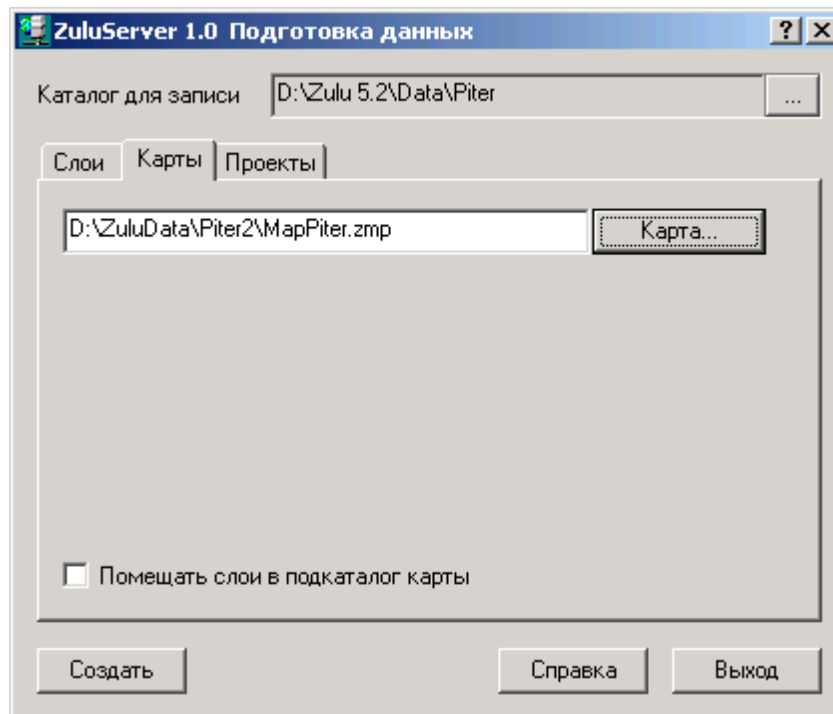 ZuluServer 1.0 Подготовка данных
Каталог для записи D:\Zulu 5.2\Data\Piter ...
Слои Карты Проекты
D:\ZuluData\Piter2\MapPiter.zmp Карта...
Помещать слои в подкаталог карты
Создать Справка Выход